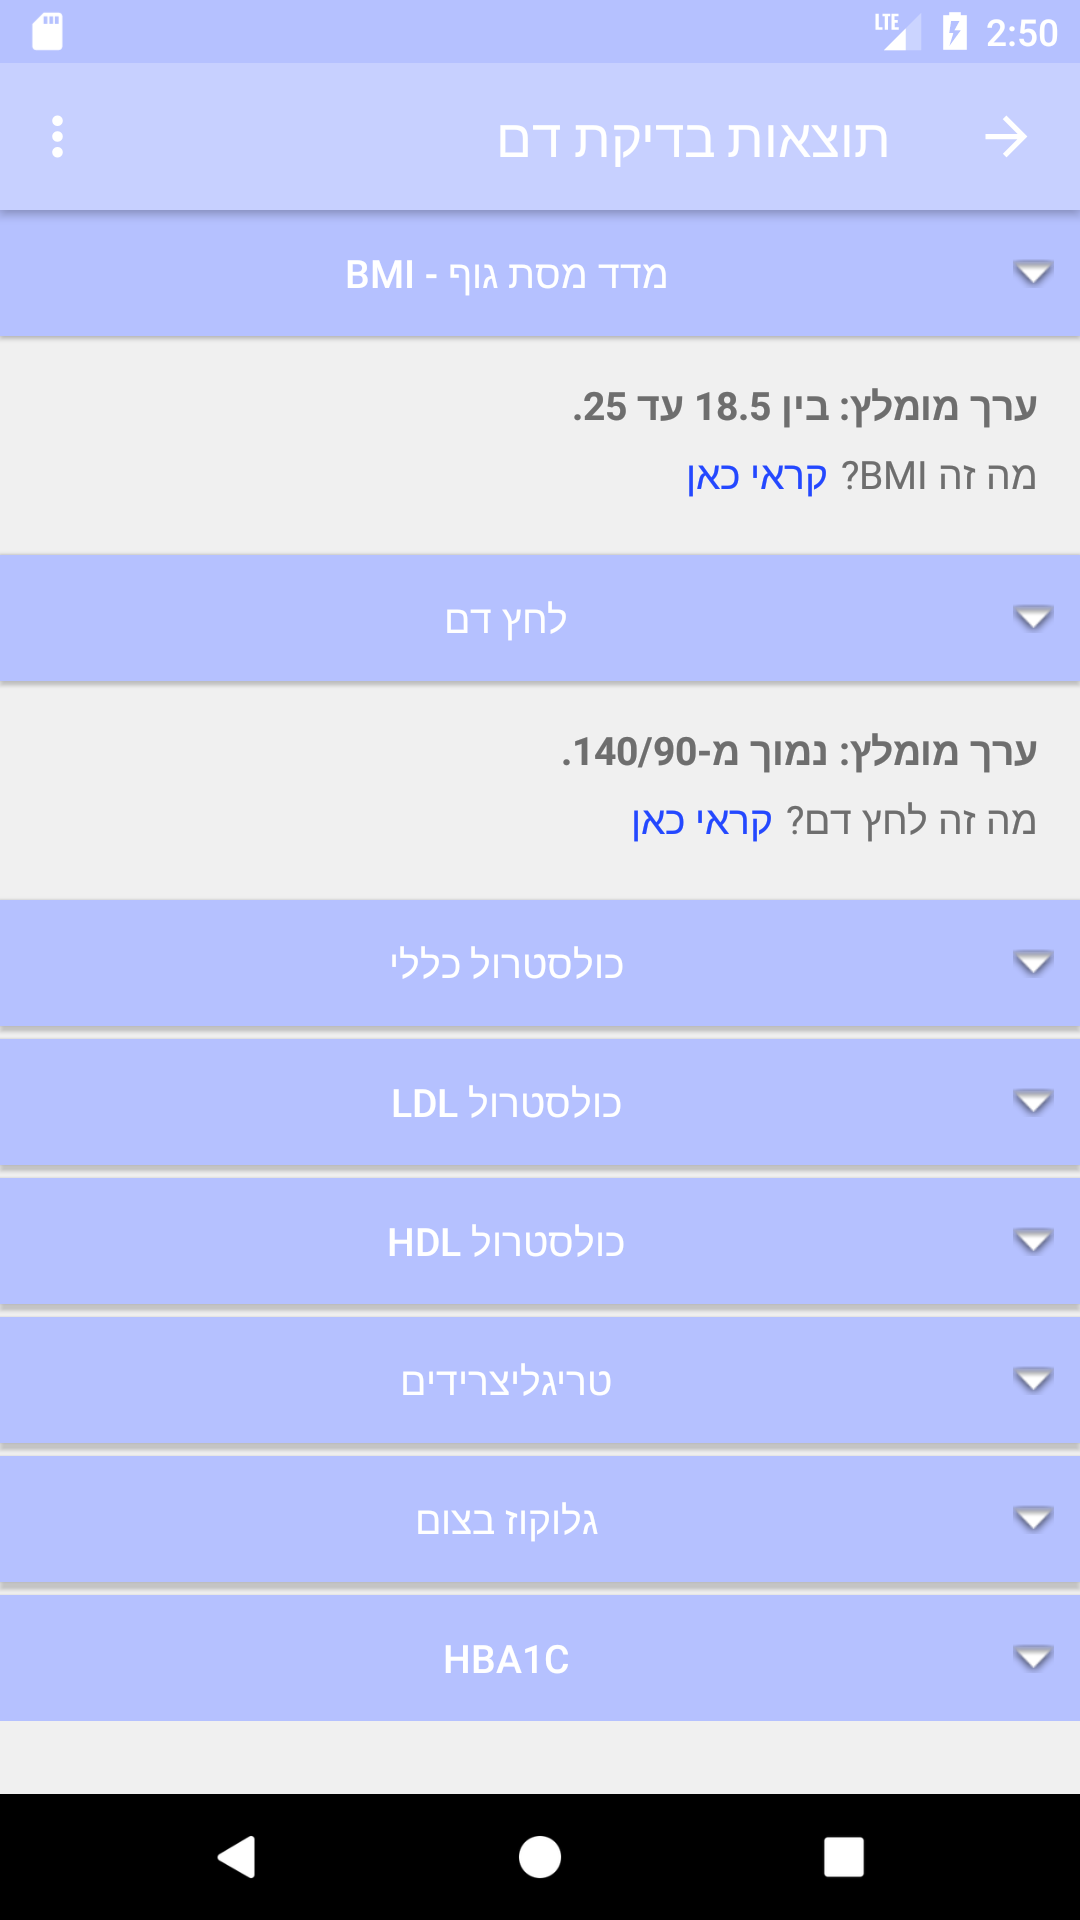 LTE 2:50
תוצאות בדיקת דם
מדד מסת גוף - BMI
ערך מומלץ: בין 18.5 עד 25.
מה זה BMI? קראי כאן
לחץ דם
ערך מומלץ: נמוך מ-140/90.
מה זה לחץ דם? קראי כאן
כולסטרול כללי
כולסטרול LDL
כולסטרול HDL
טריגליצרידים
גלוקוז בצום
HBA1C